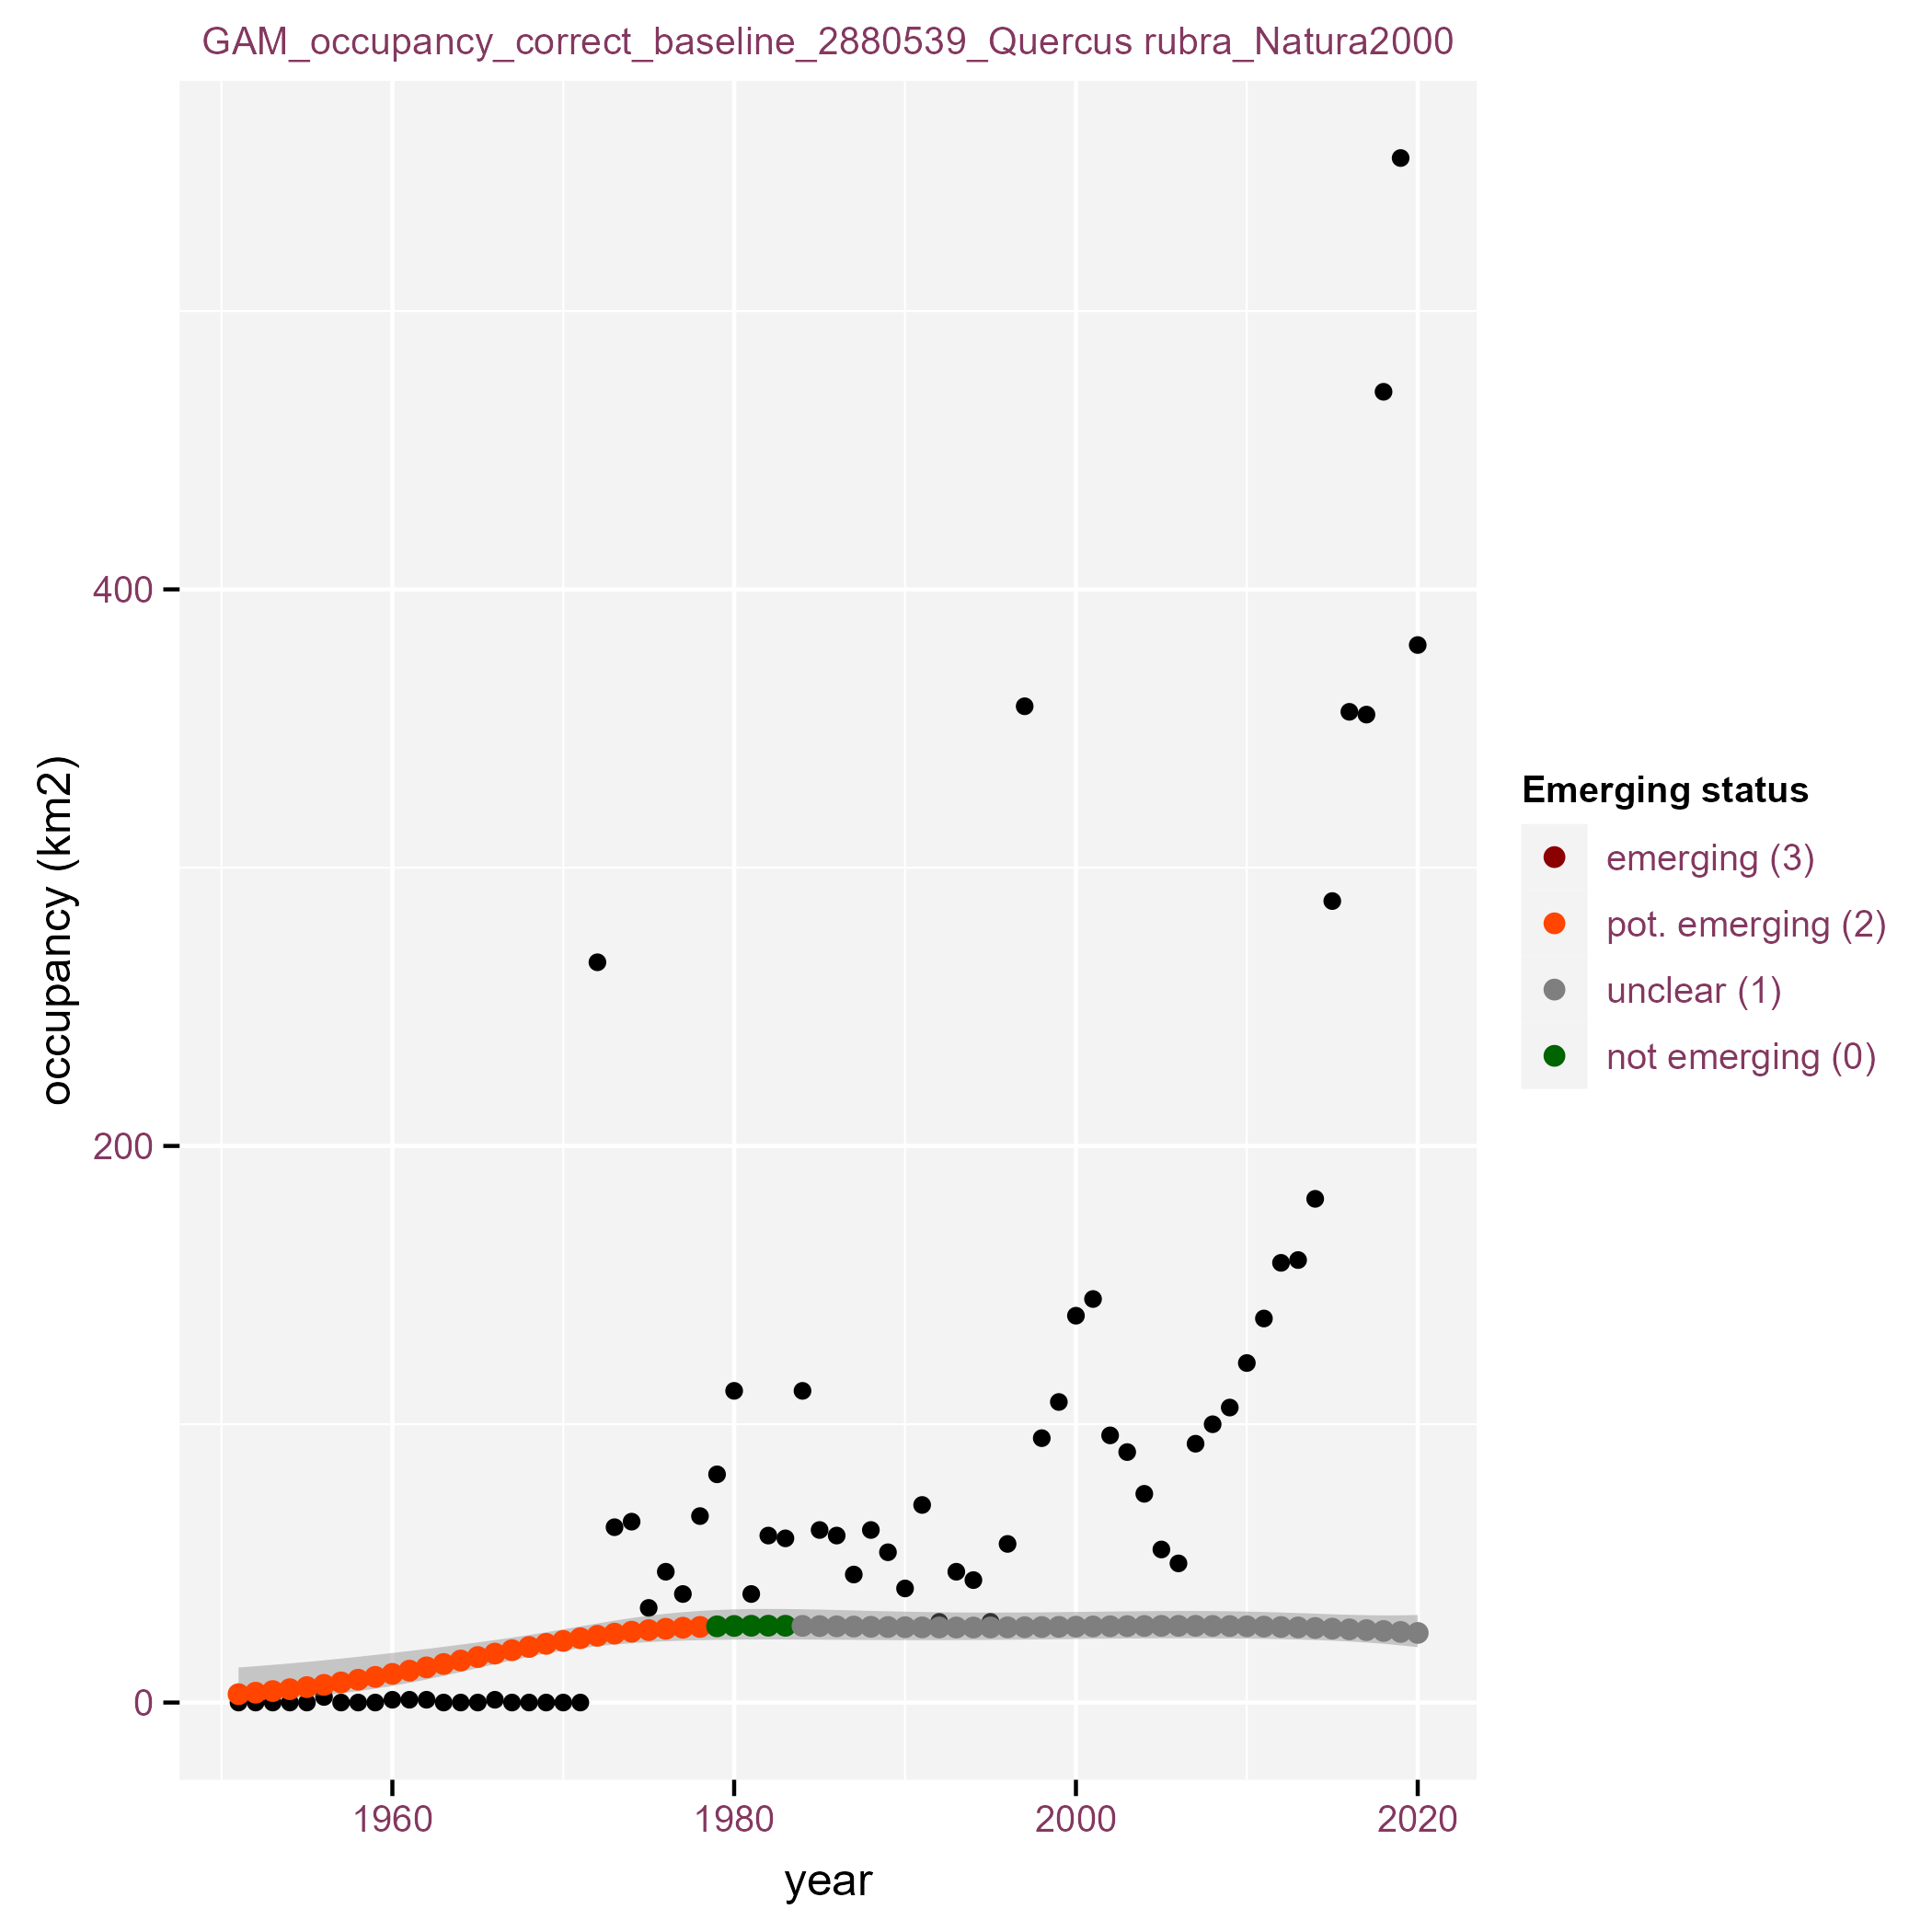 GAM_occupancy_correct_baseline_2880539_Quercus rubra_Natura2000
occupancy (km2)
400
200
0
1960
1980
2000
2020
year
Emerging status
emerging (3)
pot. emerging (2)
unclear (1)
not emerging (0)